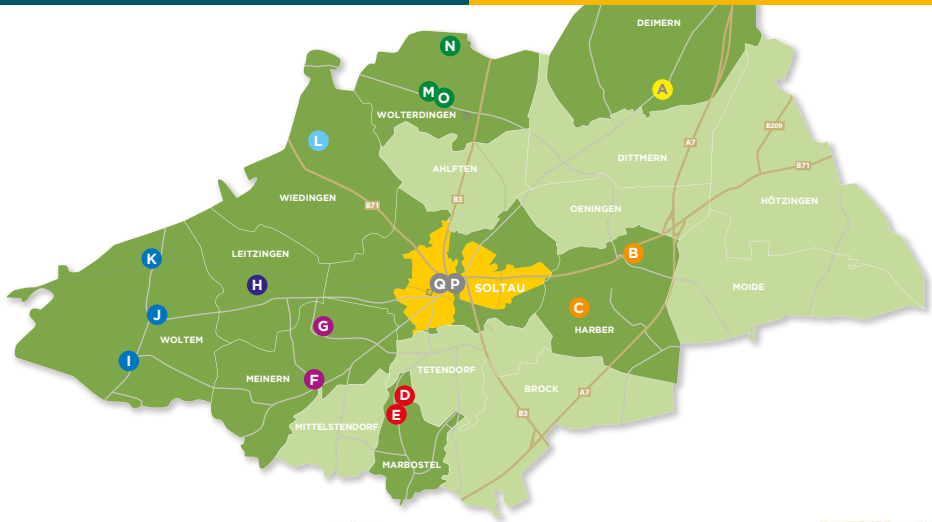 DEIMERN
N
M O
A
WOLTERDINGEN
B209
L
A7
DITTMERN
B71
AHLFTEN
WIEDINGEN
B3
B71
OENINGEN
HÖTZINGEN
LEITZINGEN
B
K
H
Q P
SOLTAU
MOIDE
J
C
G
HARBER
WOLTEM
I
TETENDORF
MEINERN
F
BROCK
A7
D
E
B3
MITTELSTENDORF
MARBOSTEL